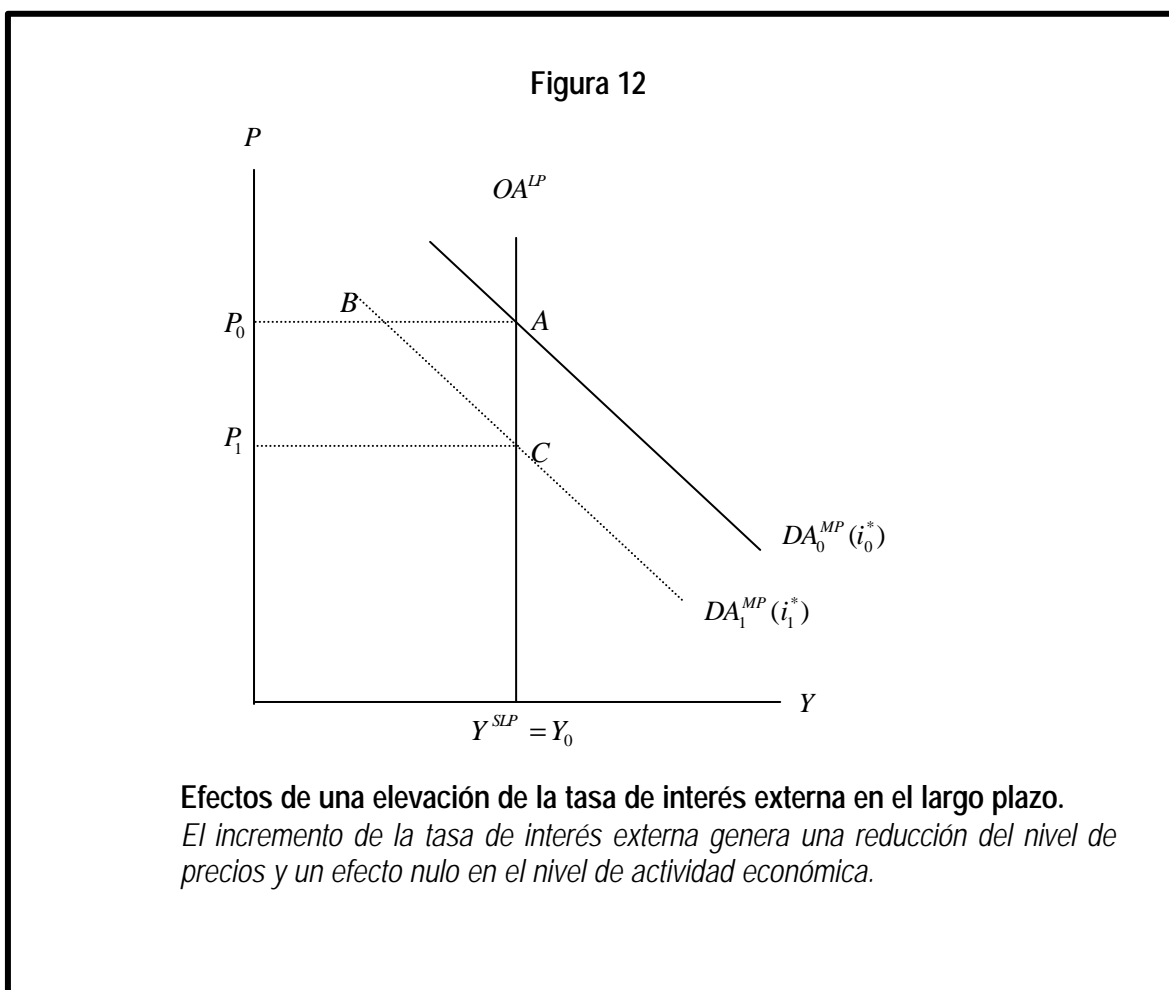 Figura 12
P
OA^{LP}
B
P_0
A
P_1
C
DA_0^{MP}(i_0^*)
DA_1^{MP}(i_1^*)
Y
Y^{SLP} = Y_0
Efectos de una elevación de la tasa de interés externa en el largo plazo.
El incremento de la tasa de interés externa genera una reducción del nivel de
precios y un efecto nulo en el nivel de actividad económica.